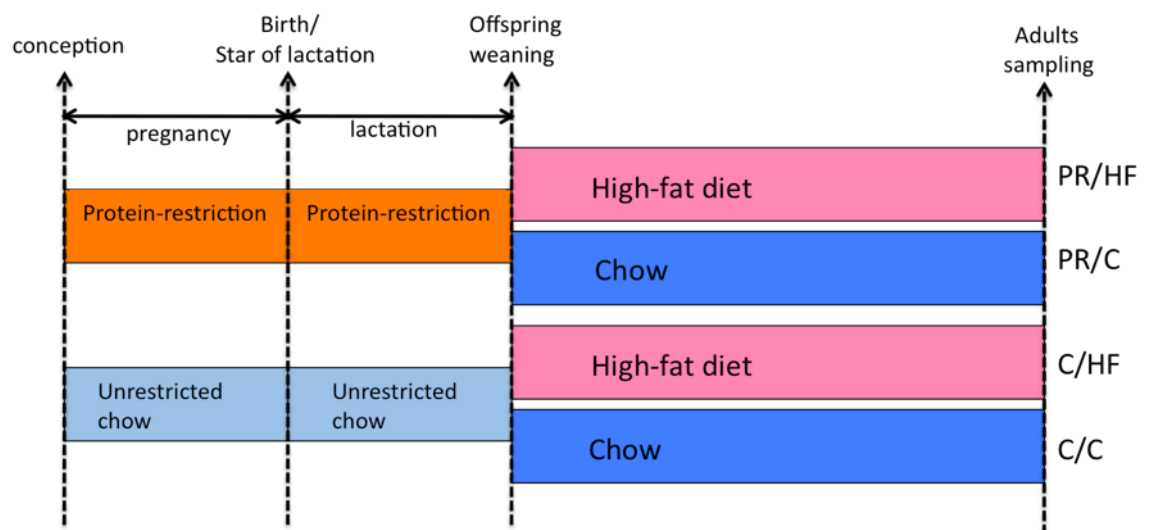 conception
Birth/
Star of lactation
Offspring
weaning
Adults
sampling
pregnancy
lactation
High-fat diet
PR/HF
Protein-restriction
Protein-restriction
Chow
PR/C
High-fat diet
C/HF
Unrestricted
chow
Unrestricted
chow
Chow
C/C